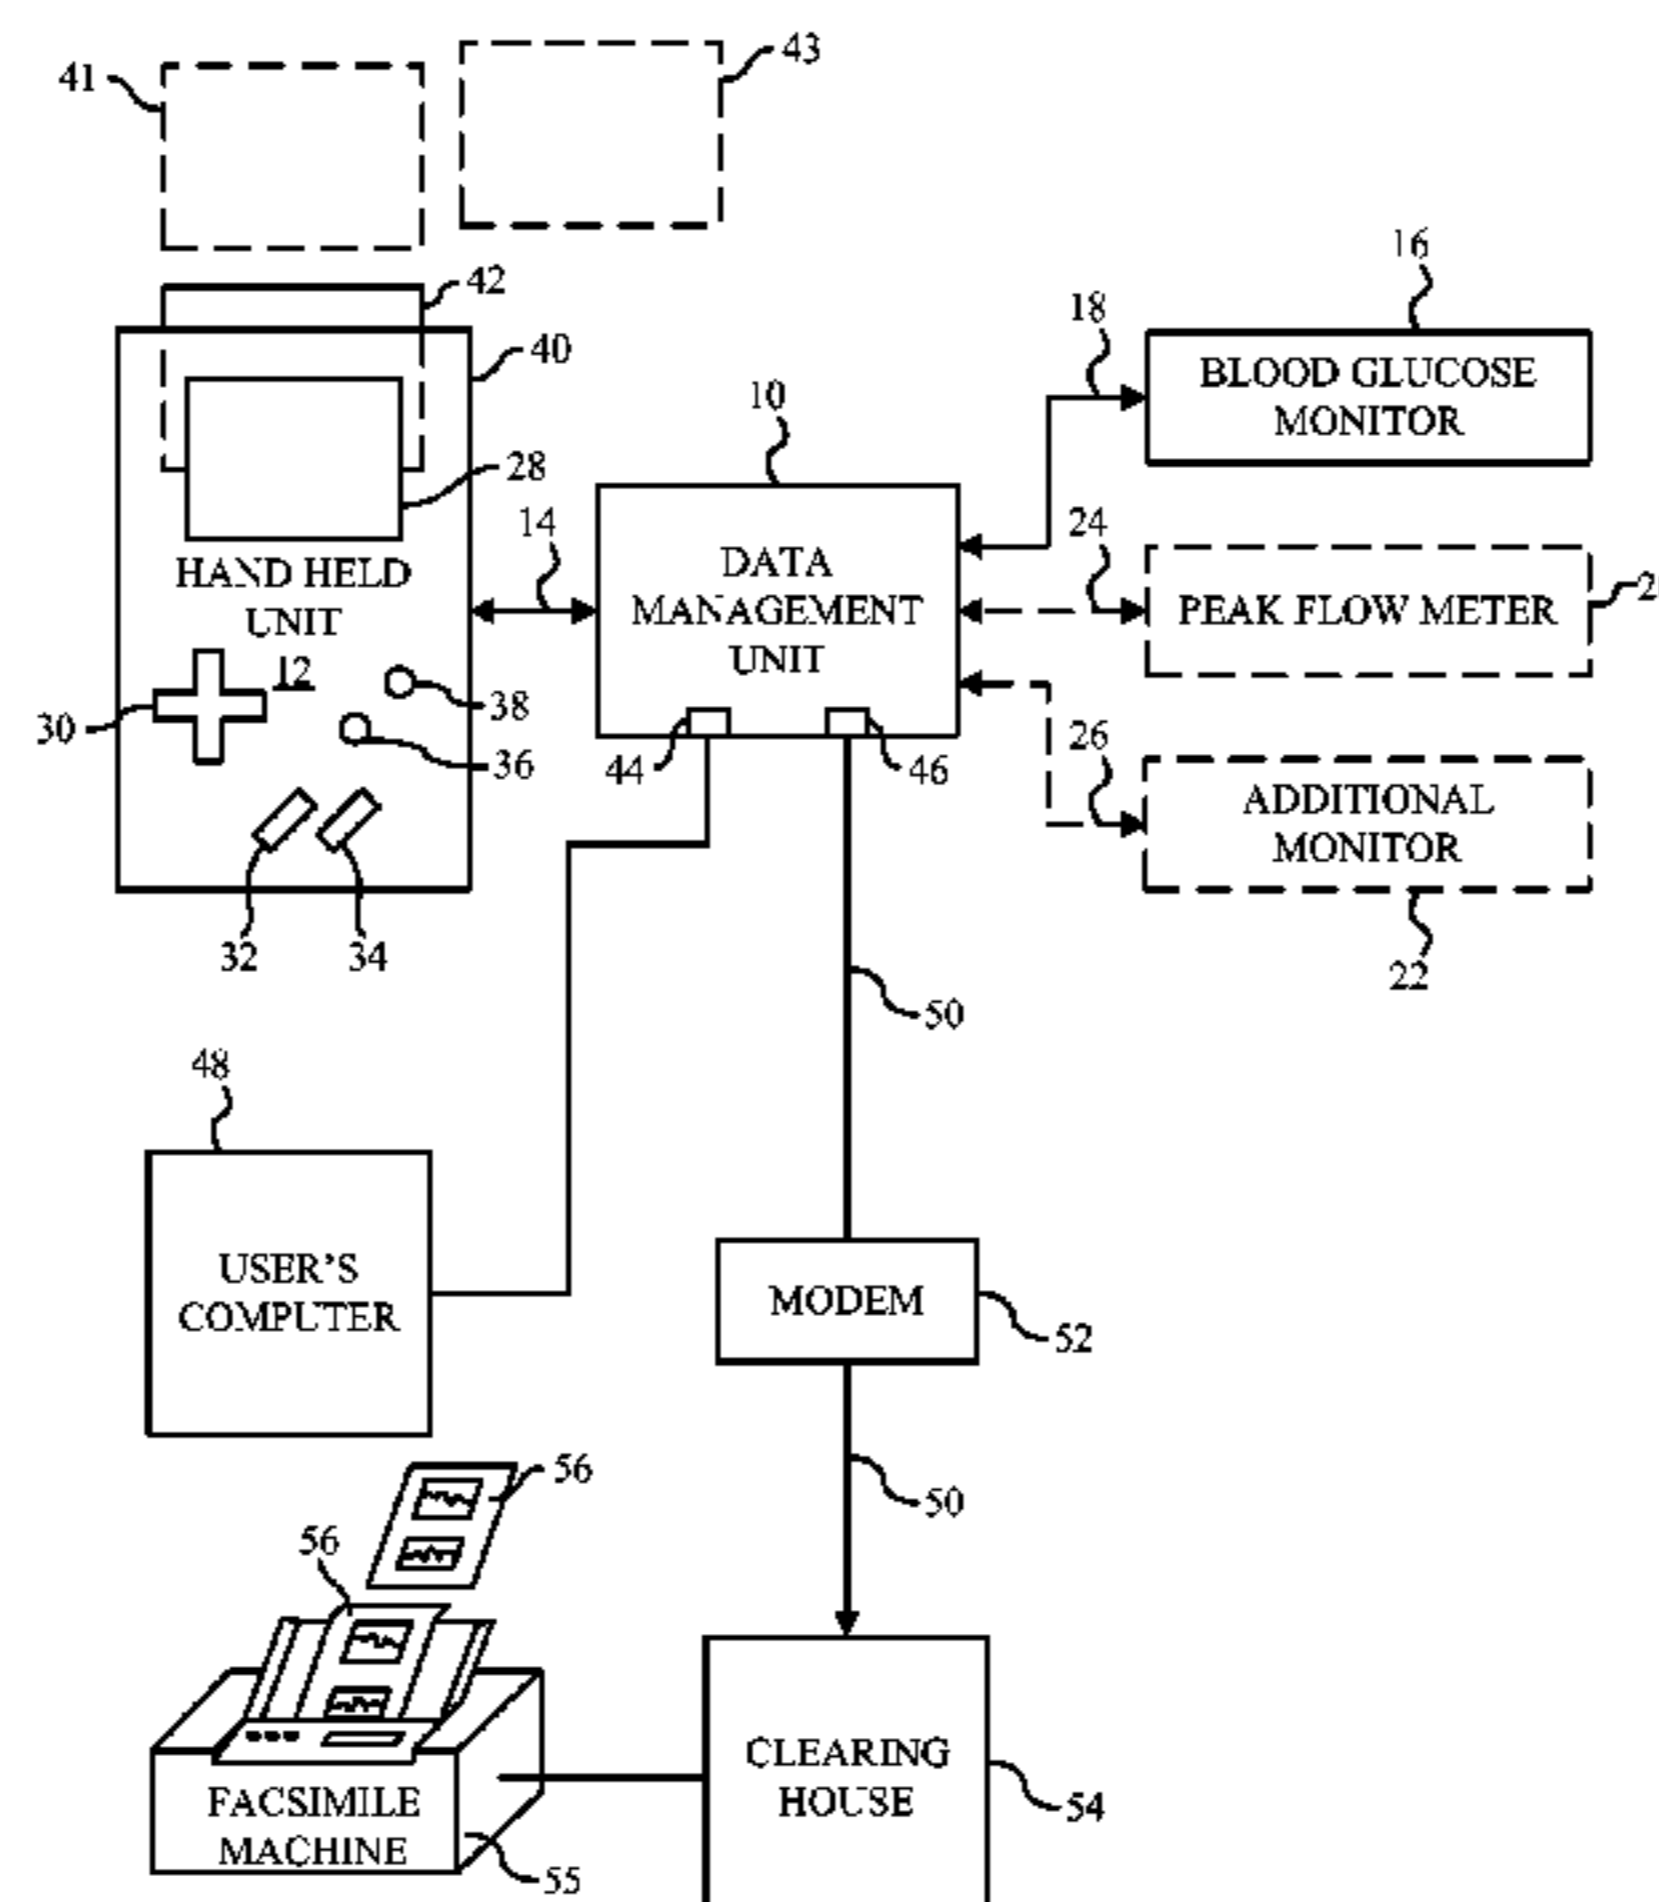 41
43
42
40
28
HAND HELD
UNIT
12
30
38
36
32
34
14
10
DATA
MANAGEMENT
UNIT
44
46
18
16
BLOOD GLUCOSE
MONITOR
24
PEAK FLOW METER
26
ADDITIONAL
MONITOR
22
50
48
USER'S
COMPUTER
MODEM
52
50
56
56
FACSIMILE
MACHINE
55
CLEARING
HOUSE
54